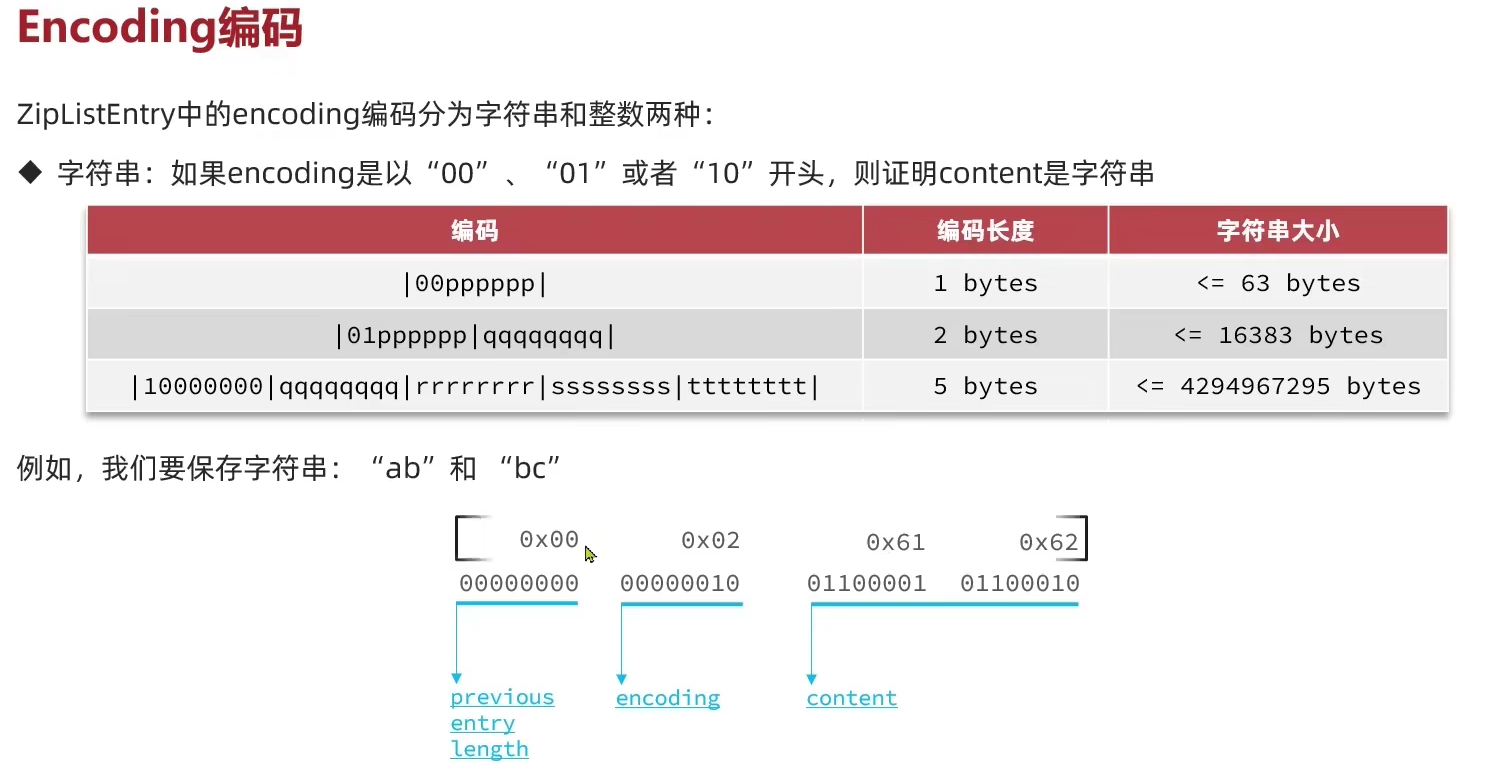 Encoding编码
ZipListEntry中的encoding编码分为字符串和整数两种：
◆ 字符串：如果encoding是以“00”、“01”或者“10”开头，则证明content是字符串
编码 编码长度 字符串大小
|00pppppp| 1 bytes <= 63 bytes
|01pppppp|qqqqqqqq| 2 bytes <= 16383 bytes
|10000000|qqqqqqqq|rrrrrrrr|ssssssss|tttttttt| 5 bytes <= 4294967295 bytes
例如，我们要保存字符串：“ab”和 “bc”
0x00 0x02 0x61 0x62
00000000 00000010 01100001 01100010
previous entry length
encoding
content